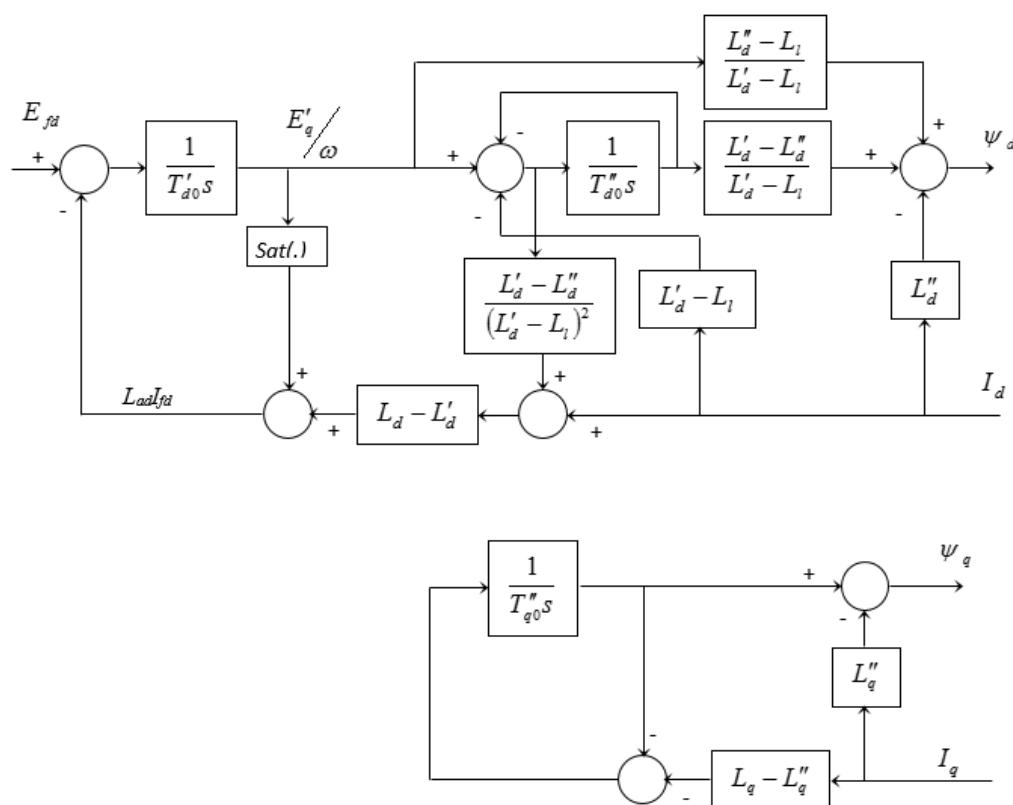 L''_d − L_l / L'_d − L_l
E_fd
E'_q / ω
+
-
+
ψ_d
+
1 / T'_d0 s
+
1 / T''_d0 s
L'_d − L''_d / L'_d − L_l
+
-
-
-
Sat(.)
L'_d − L''_d / (L'_d − L_l)^2
L'_d − L_l
L''_d
+
+
L_ad I_fd
L_d − L'_d
I_d
+
+
+
1 / T''_q0 s
+
ψ_q
-
L''_q
-
I_q
L_q − L''_q
-